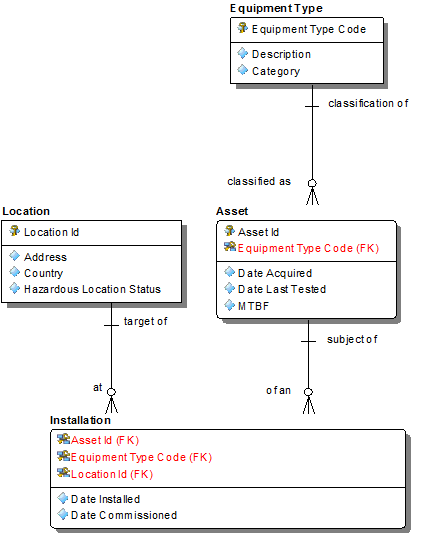 Equipment Type
Equipment Type Code
Description
Category
classification of
classified as
Location
Location Id
Address
Country
Hazardous Location Status
Asset
Asset Id
Equipment Type Code (FK)
Date Acquired
Date Last Tested
MTBF
target of
subject of
at
of an
Installation
Asset Id (FK)
Equipment Type Code (FK)
Location Id (FK)
Date Installed
Date Commissioned